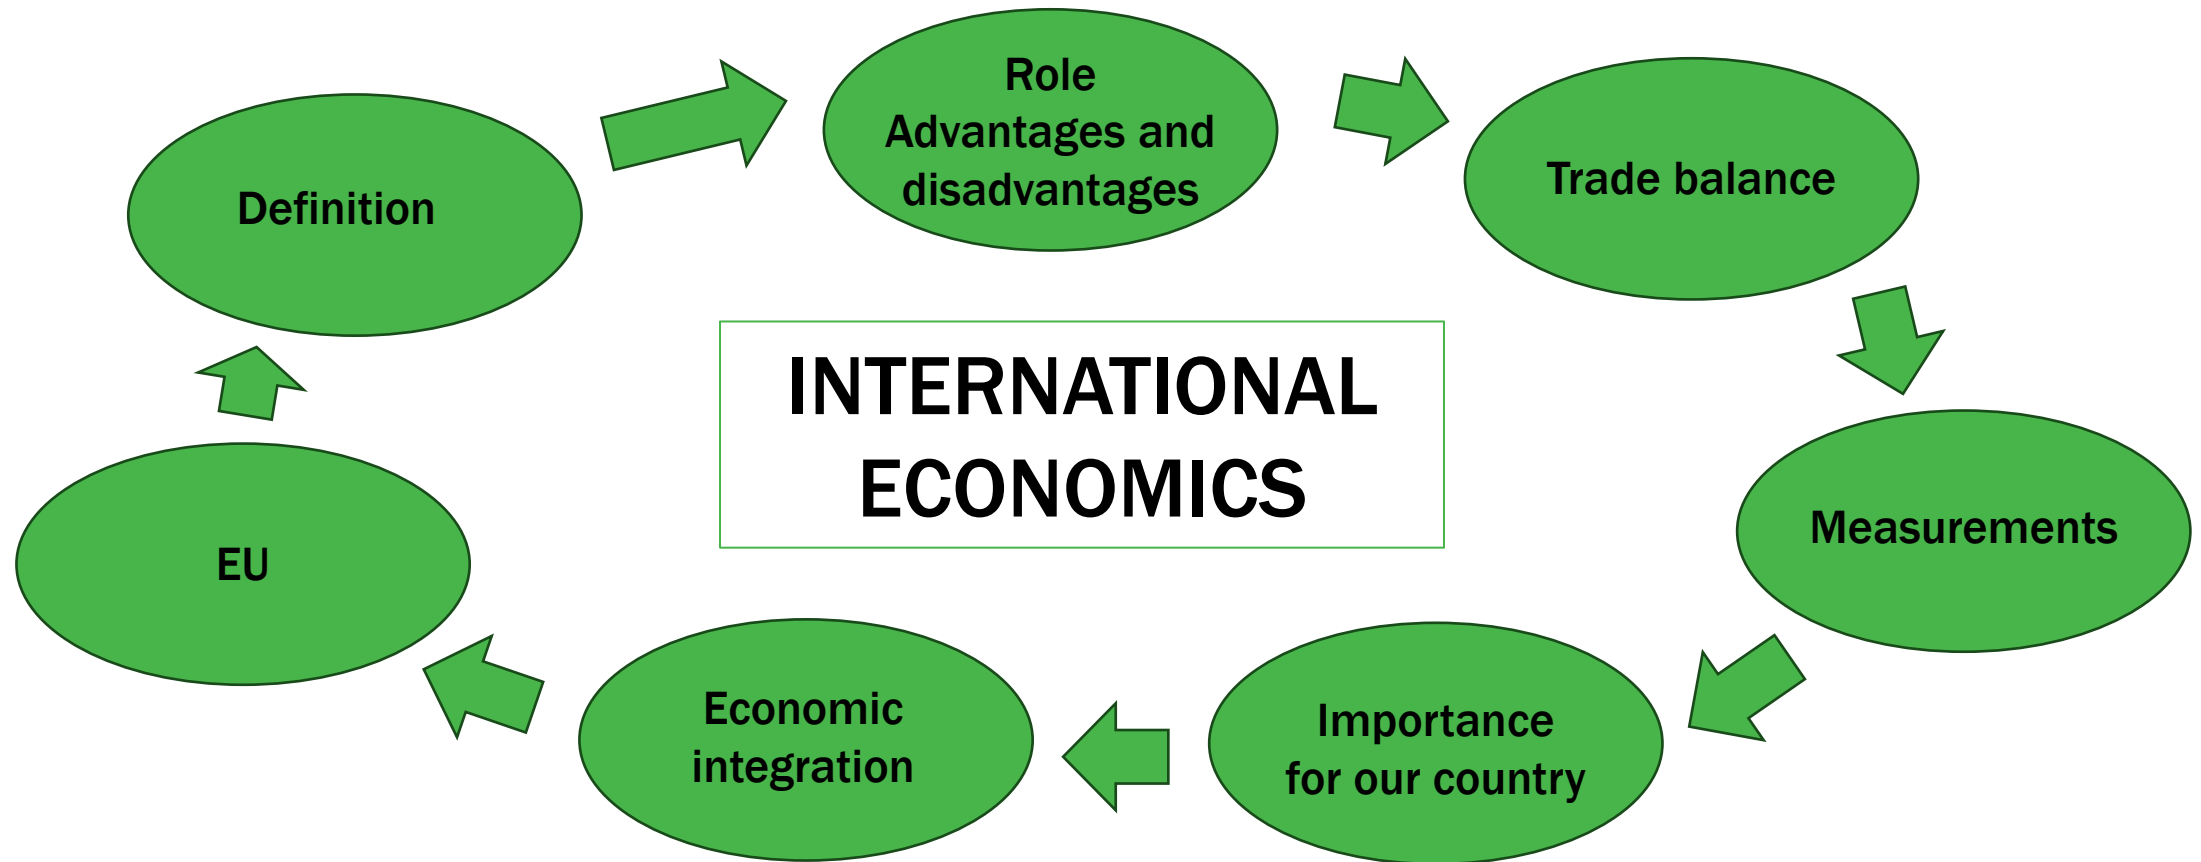 Definition
Role
Advantages and
disadvantages
Trade balance
INTERNATIONAL
ECONOMICS
Measurements
Importance
for our country
Economic
integration
EU